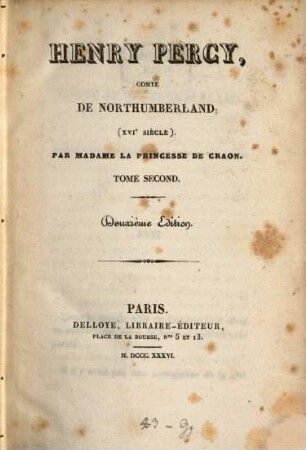 HENRY PERCY,
COMTE
DE NORTHUMBERLAND;
(XVIe SIÈCLE).
PAR MADAME LA PRINCESSE DE CRAON.
TOME SECOND.
Deuxième Edition.
PARIS.
DELLOYE, LIBRAIRE-ÉDITEUR,
PLACE DE LA BOURSE, Nos 5 ET 13.
M. DCCC. XXXVI.